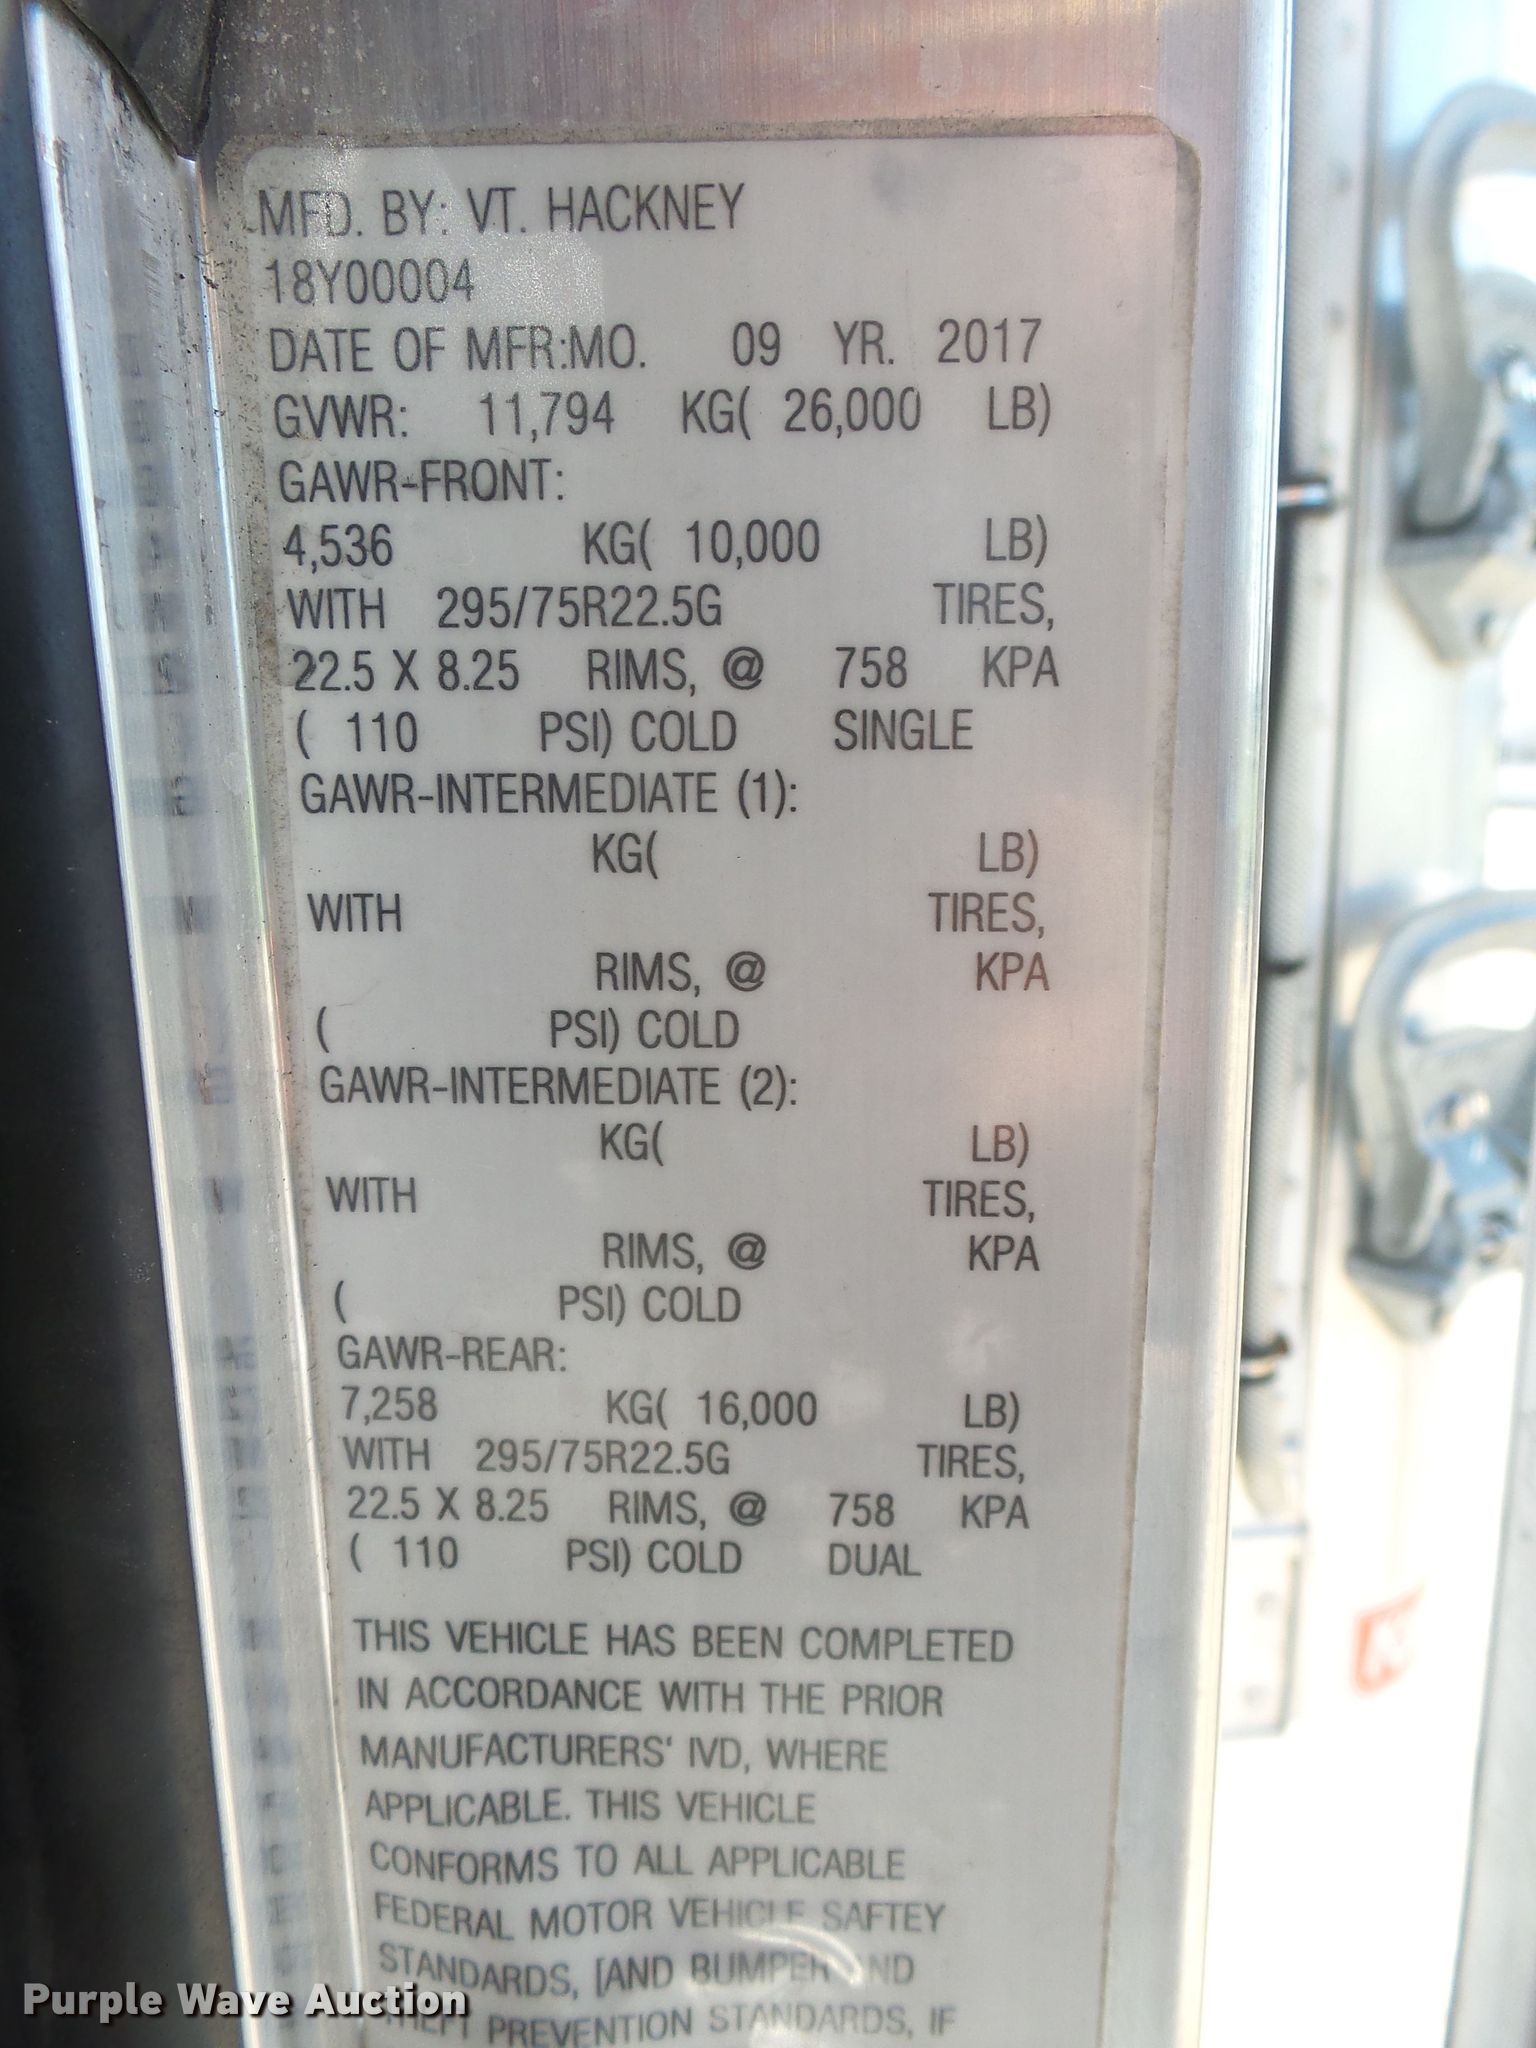 MFD. BY: VT. HACKNEY
18Y00004
DATE OF MFR:MO. 09 YR. 2017
GVWR: 11,794 KG( 26,000 LB)
GAWR-FRONT:
4,536 KG( 10,000 LB)
WITH 295/75R22.5G TIRES,
22.5 X 8.25 RIMS, @ 758 KPA
( 110 PSI) COLD SINGLE
GAWR-INTERMEDIATE (1):
KG( LB)
WITH TIRES,
RIMS, @ KPA
( PSI) COLD
GAWR-INTERMEDIATE (2):
KG( LB)
WITH TIRES,
RIMS, @ KPA
( PSI) COLD
GAWR-REAR:
7,258 KG( 16,000 LB)
WITH 295/75R22.5G TIRES,
22.5 X 8.25 RIMS, @ 758 KPA
( 110 PSI) COLD DUAL
THIS VEHICLE HAS BEEN COMPLETED
IN ACCORDANCE WITH THE PRIOR
MANUFACTURERS' IVD, WHERE
APPLICABLE. THIS VEHICLE
CONFORMS TO ALL APPLICABLE
FEDERAL MOTOR VEHICLE SAFTEY
STANDARDS, [AND BUMPER AND
THEFT PREVENTION STANDARDS, IF
Purple Wave Auction